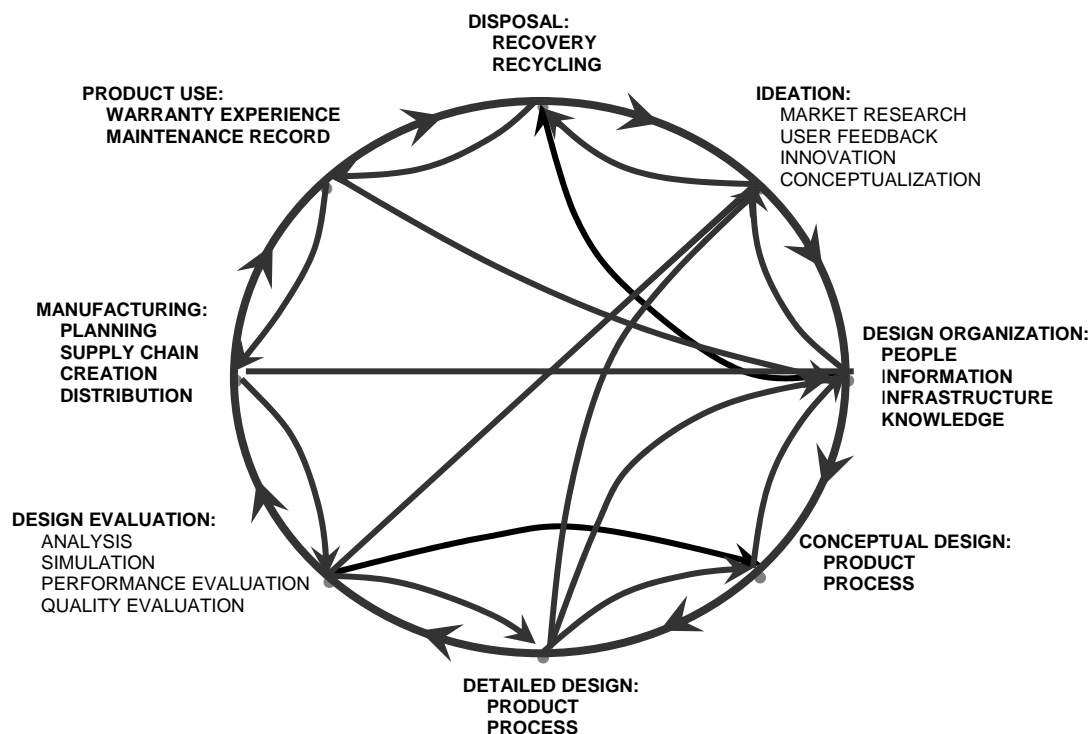 DISPOSAL:
RECOVERY
RECYCLING
PRODUCT USE:
WARRANTY EXPERIENCE
MAINTENANCE RECORD
IDEATION:
MARKET RESEARCH
USER FEEDBACK
INNOVATION
CONCEPTUALIZATION
MANUFACTURING:
PLANNING
SUPPLY CHAIN
CREATION
DISTRIBUTION
DESIGN ORGANIZATION:
PEOPLE
INFORMATION
INFRASTRUCTURE
KNOWLEDGE
DESIGN EVALUATION:
ANALYSIS
SIMULATION
PERFORMANCE EVALUATION
QUALITY EVALUATION
CONCEPTUAL DESIGN:
PRODUCT
PROCESS
DETAILED DESIGN:
PRODUCT
PROCESS